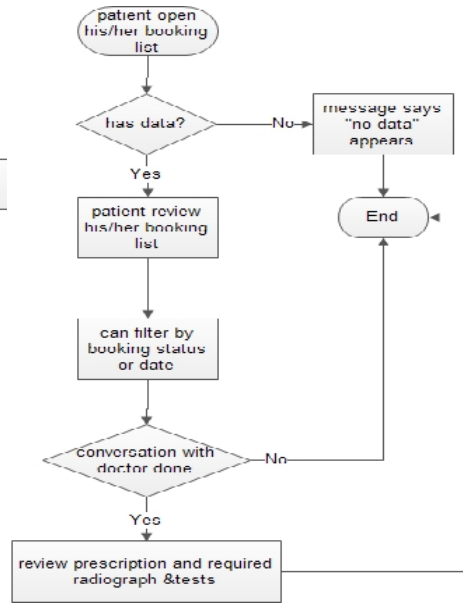 patient open
his/her booking
list
has data?
No
message says
"no data"
appears
Yes
patient review
his/her booking
list
End
can filter by
booking status
or date
conversation with
doctor done
No
Yes
review prescription and required
radiograph &tests